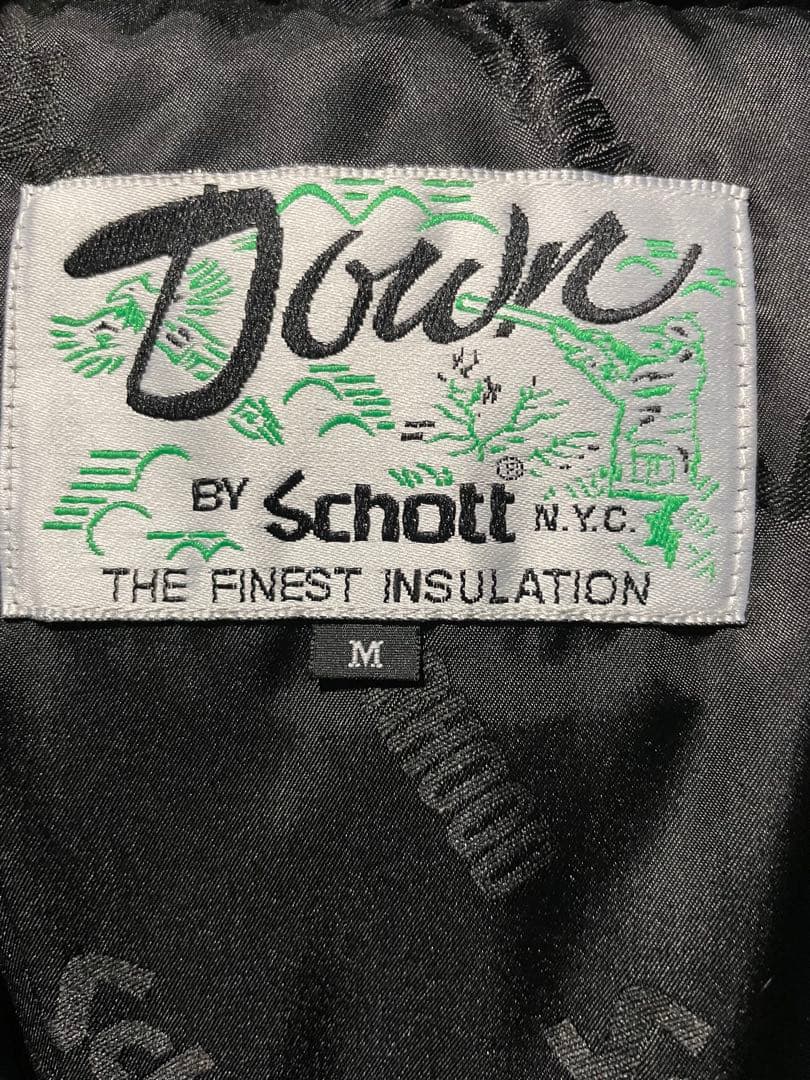 Down
BY Schott® N.Y.C.
THE FINEST INSULATION
M